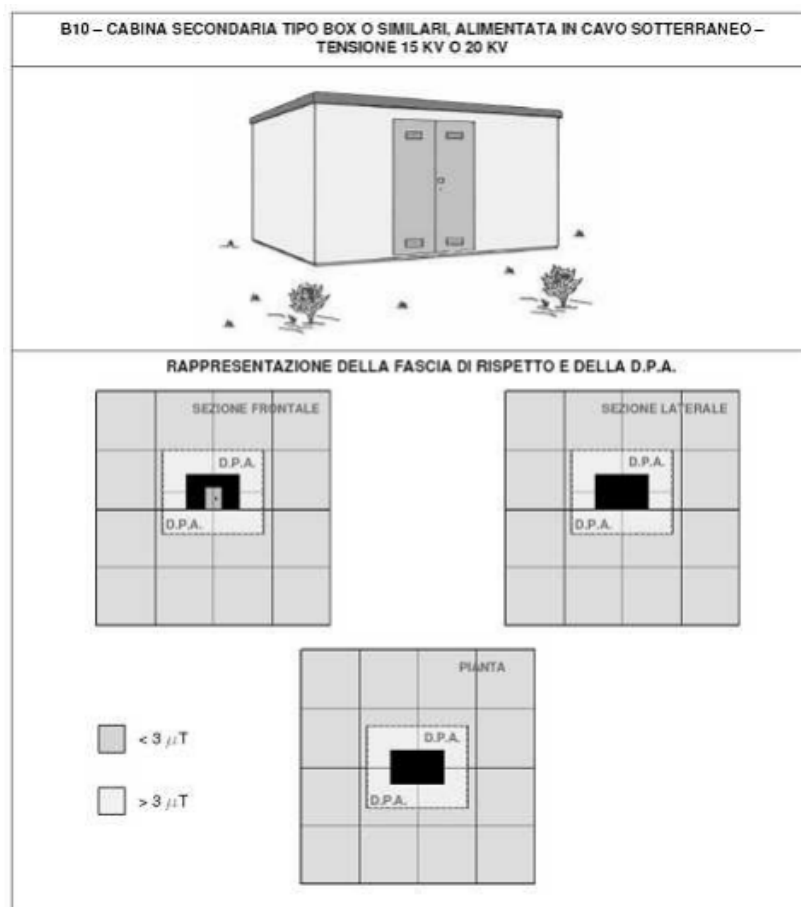 B10 – CABINA SECONDARIA TIPO BOX O SIMILARI, ALIMENTATA IN CAVO SOTTERRANEO –
TENSIONE 15 KV O 20 KV
RAPPRESENTAZIONE DELLA FASCIA DI RISPETTO E DELLA D.P.A.
SEZIONE FRONTALE
D.P.A.
D.P.A.
SEZIONE LATERALE
D.P.A.
D.P.A.
PIANTA
D.P.A.
D.P.A.
< 3 μT
> 3 μT